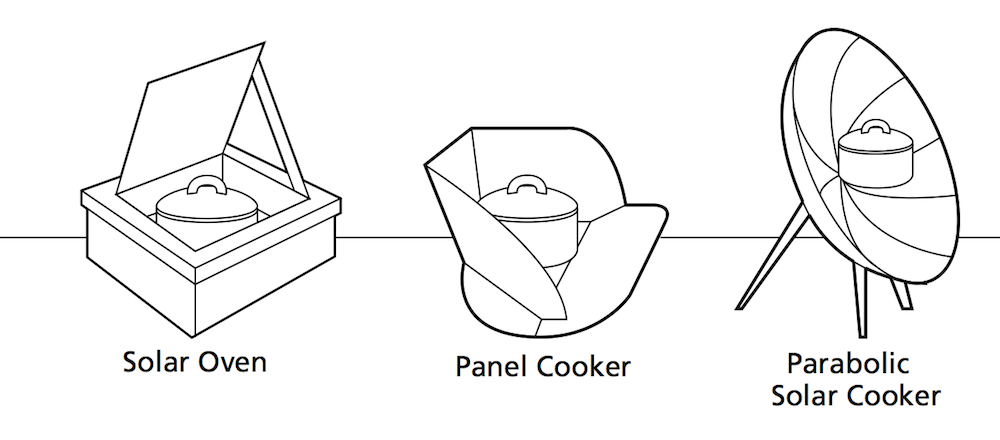 Solar Oven
Panel Cooker
Parabolic
Solar Cooker